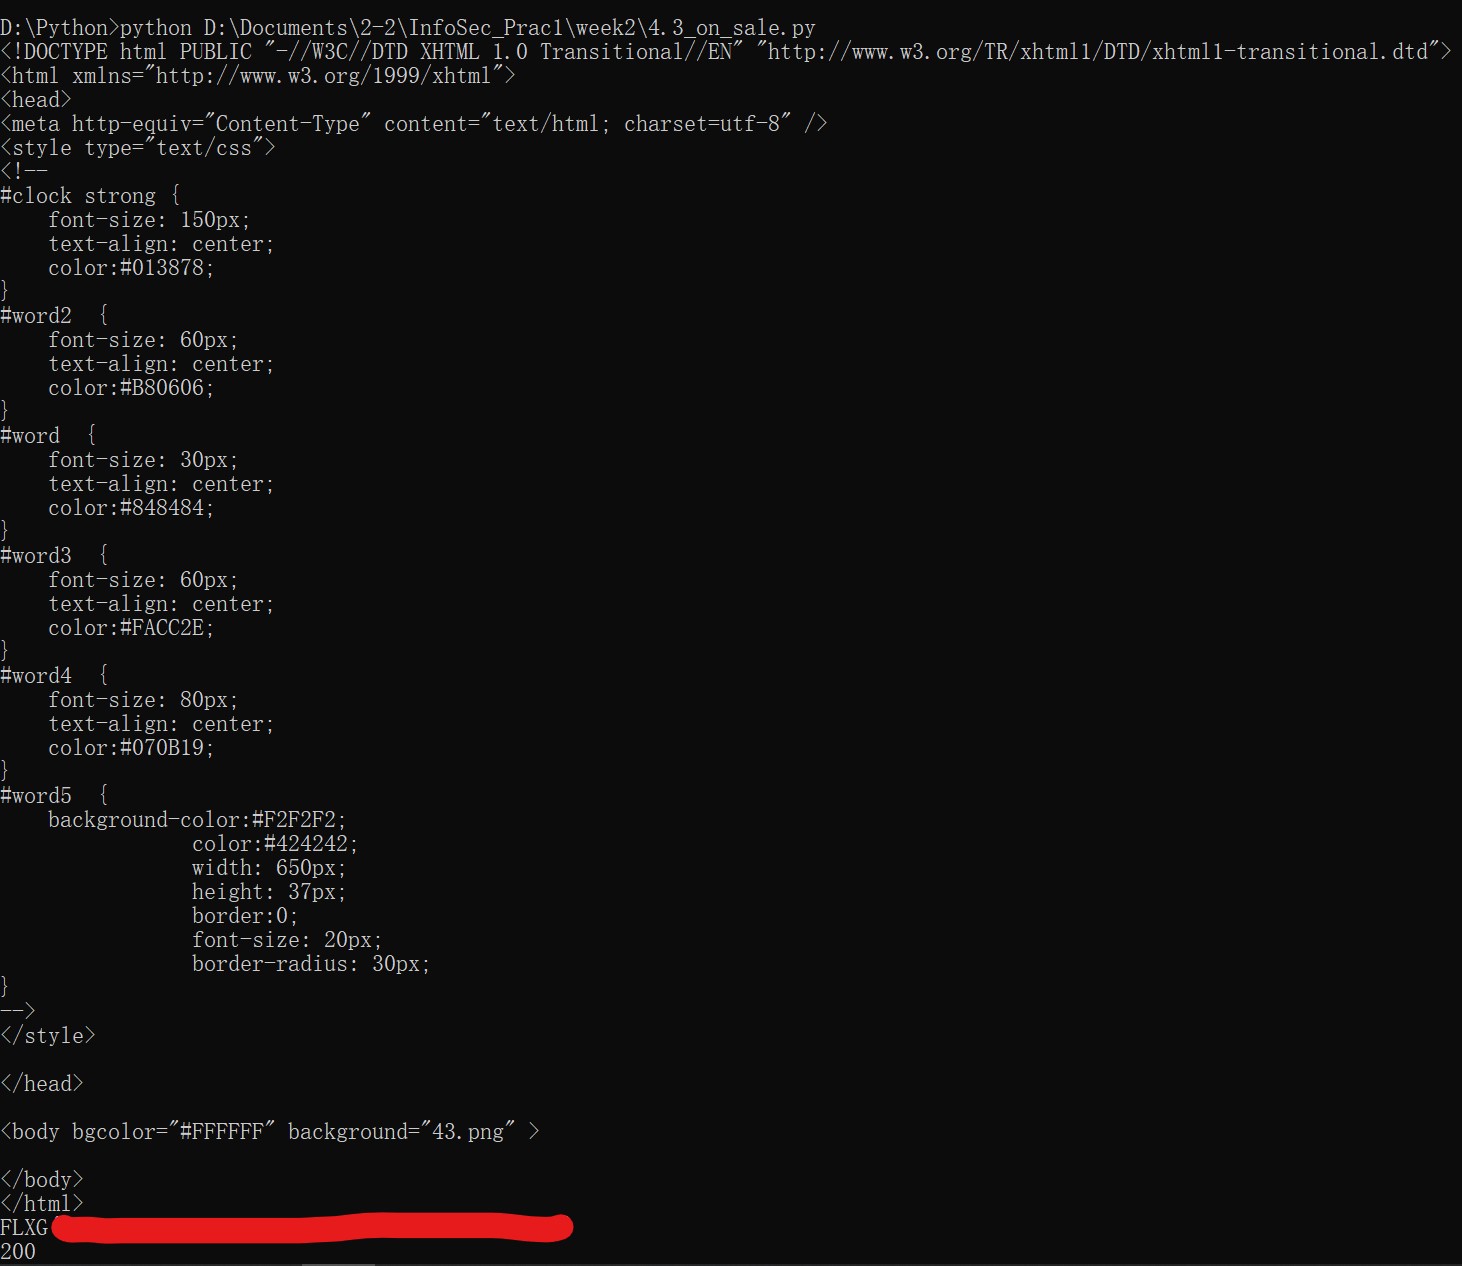 D:\Python>python D:\Documents\2-2\InfoSec_Prac1\week2\4.3_on_sale.py
<!DOCTYPE html PUBLIC "-//W3C//DTD XHTML 1.0 Transitional//EN" "http://www.w3.org/TR/xhtml1/DTD/xhtml1-transitional.dtd">
<html xmlns="http://www.w3.org/1999/xhtml">
<head>
<meta http-equiv="Content-Type" content="text/html; charset=utf-8" />
<style type="text/css">
<!--
#clock strong {
    font-size: 150px;
    text-align: center;
    color:#013878;
}
#word2  {
    font-size: 60px;
    text-align: center;
    color:#B80606;
}
#word  {
    font-size: 30px;
    text-align: center;
    color:#848484;
}
#word3  {
    font-size: 60px;
    text-align: center;
    color:#FACC2E;
}
#word4  {
    font-size: 80px;
    text-align: center;
    color:#070B19;
}
#word5  {
    background-color:#F2F2F2;
                color:#424242;
                width: 650px;
                height: 37px;
                border:0;
                font-size: 20px;
                border-radius: 30px;
}
-->
</style>
</head>
<body bgcolor="#FFFFFF" background="43.png" >
</body>
</html>
FLXG
200